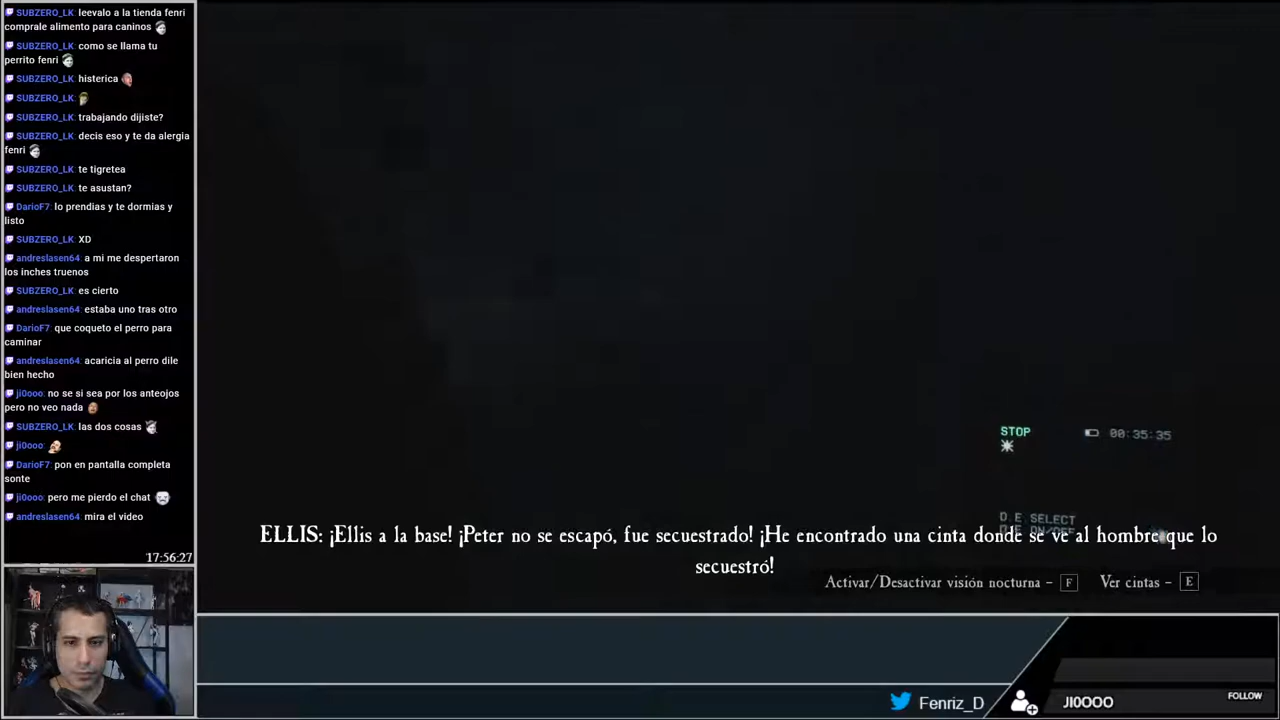 SUBZERO_LK: leevalo a la tienda fenri
comprale alimento para caninos
SUBZERO_LK: como se llama tu
perrito fenri
SUBZERO_LK: histerica
SUBZERO_LK:
SUBZERO_LK: trabajando dijiste?
SUBZERO_LK: decis eso y te da alergia
fenri
SUBZERO_LK: te tigretea
SUBZERO_LK: te asustan?
DarioF7: lo prendias y te dormias y
listo
SUBZERO_LK: XD
andreslasen64: a mi me despertaron
los inches truenos
SUBZERO_LK: es cierto
andreslasen64: estaba uno tras otro
DarioF7: que coqueto el perro para
caminar
andreslasen64: acaricia al perro dile
bien hecho
ji0ooo: no se si sea por los anteojos
pero no veo nada
SUBZERO_LK: las dos cosas
ji0ooo:
DarioF7: pon en pantalla completa
sonte
ji0ooo: pero me pierdo el chat
andreslasen64: mira el video
17:56:27
STOP
00:35:35
D.E SELECT
D.E ON/OFF
ELLIS: ¡Ellis a la base! ¡Peter no se escapó, fue secuestrado! ¡He encontrado una cinta donde se ve al hombre que lo
secuestró!
Activar/Desactivar visión nocturna - F
Ver cintas - E
Fenriz_D
JI0OOO
FOLLOW